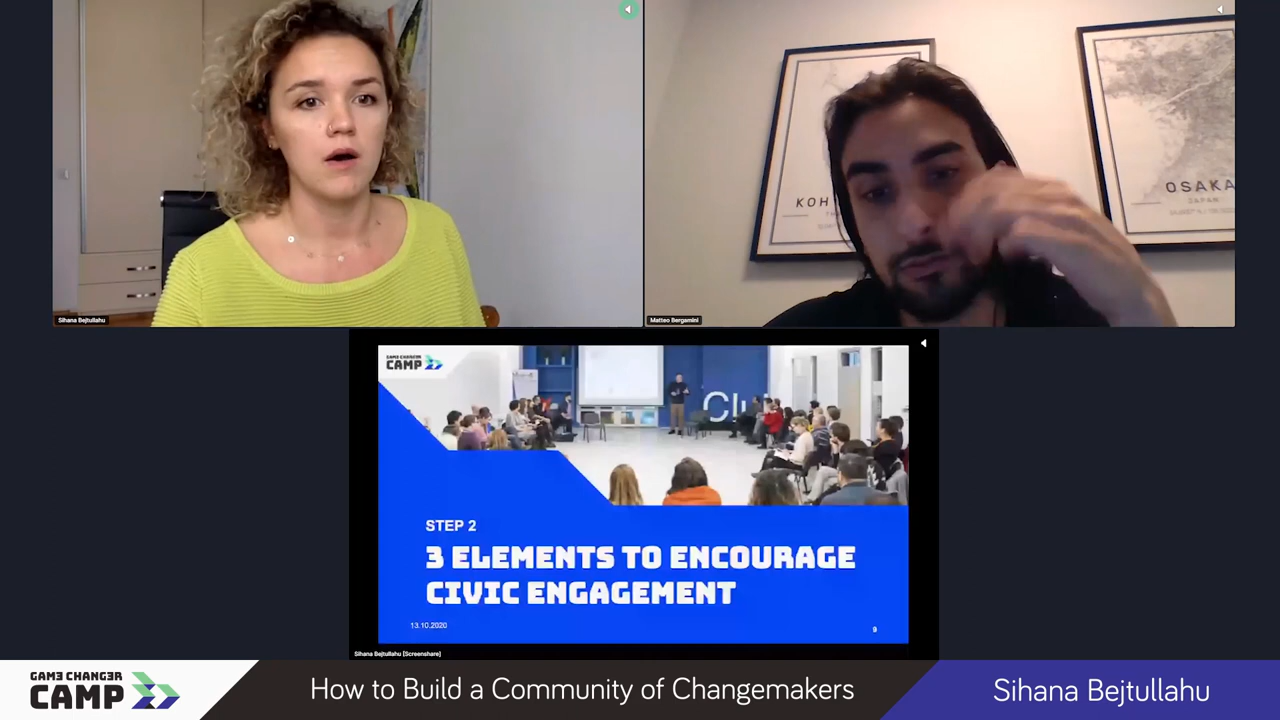 Sihana Bejtullahu
KOH
OSAKA
JAPAN
Matteo Bergamini
GAME CHANGER
CAMP
Clu
STEP 2
3 ELEMENTS TO ENCOURAGE
CIVIC ENGAGEMENT
13.10.2020
9
Sihana Bejtullahu [Screenshare]
GAME CHANGER
CAMP
How to Build a Community of Changemakers
Sihana Bejtullahu